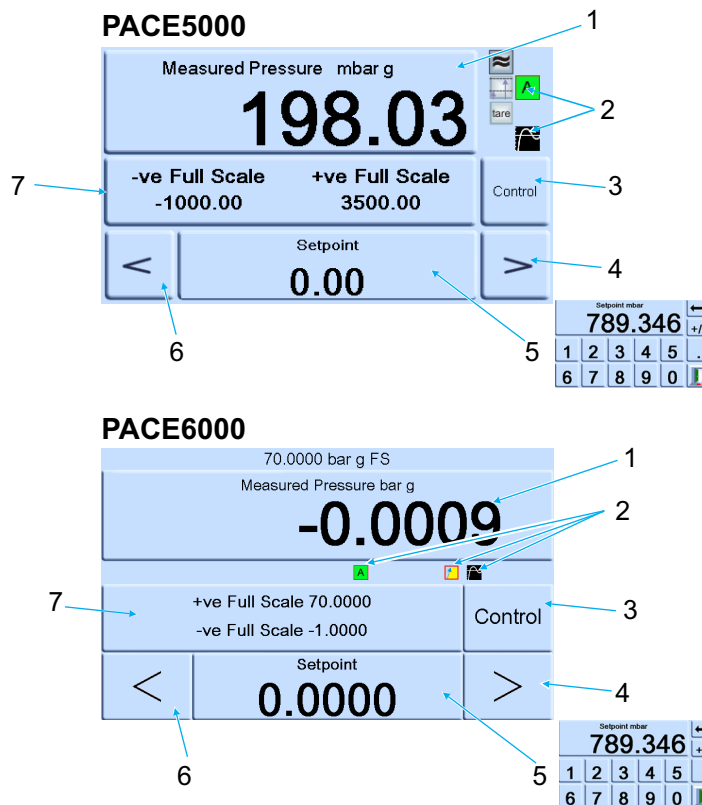 PACE5000
1
Measured Pressure mbar g
198.03
A
tare
2
-ve Full Scale +ve Full Scale
-1000.00 3500.00
Control
3
7
Setpoint
0.00
<
>
4
6
5
Setpoint mbar
789.346
+/
1 2 3 4 5 .
6 7 8 9 0
PACE6000
70.0000 bar g FS
1
Measured Pressure bar g
-0.0009
2
A
7
+ve Full Scale 70.0000
-ve Full Scale -1.0000
Control
3
Setpoint
0.0000
<
>
4
6
5
Setpoint mbar
789.346
+
1 2 3 4 5
6 7 8 9 0